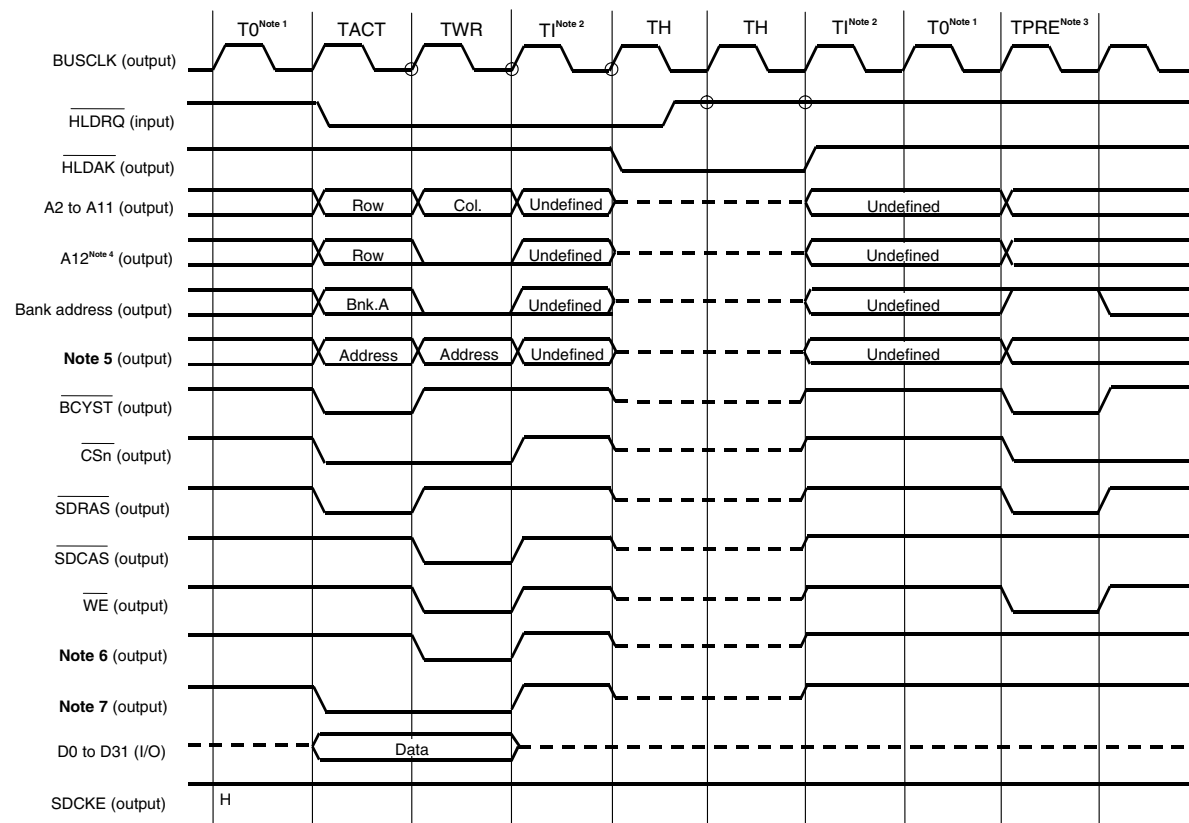 T0Note 1 TACT TWR TINote 2 TH TH TINote 2 T0Note 1 TPRENote 3
BUSCLK (output)
HLDRQ (input)
HLDAK (output)
A2 to A11 (output) Row Col. Undefined Undefined
A12Note 4 (output) Row Undefined Undefined
Bank address (output) Bnk.A Undefined Undefined
Note 5 (output) Address Address Undefined Undefined
BCYST (output)
CSn (output)
SDRAS (output)
SDCAS (output)
WE (output)
Note 6 (output)
Note 7 (output)
D0 to D31 (I/O) Data
SDCKE (output) H